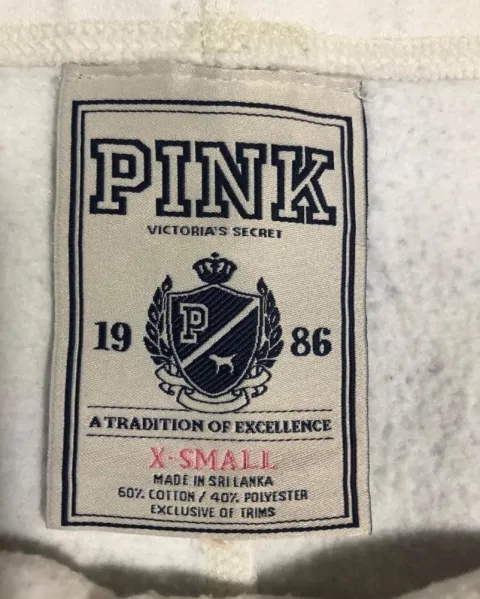 PINK
VICTORIA'S SECRET
P
19 86
A TRADITION OF EXCELLENCE
X-SMALL
MADE IN SRI LANKA
60% COTTON / 40% POLYESTER
EXCLUSIVE OF TRIMS